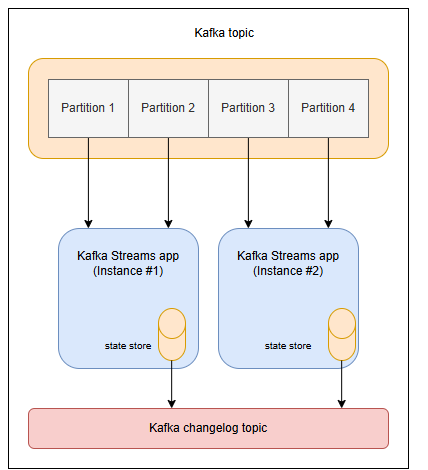 Kafka topic
Partition 1
Partition 2
Partition 3
Partition 4
Kafka Streams app
(Instance #1)
state store
Kafka Streams app
(Instance #2)
state store
Kafka changelog topic